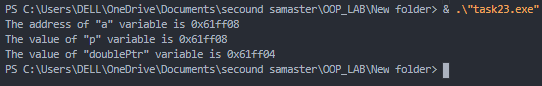 PS C:\Users\DELL\OneDrive\Documents\secound samaster\OOP_LAB\New folder> & .\"task23.exe"
The address of "a" variable is 0x61ff08
The value of "p" variable is 0x61ff08
The value of "doublePtr" variable is 0x61ff04
PS C:\Users\DELL\OneDrive\Documents\secound samaster\OOP_LAB\New folder>